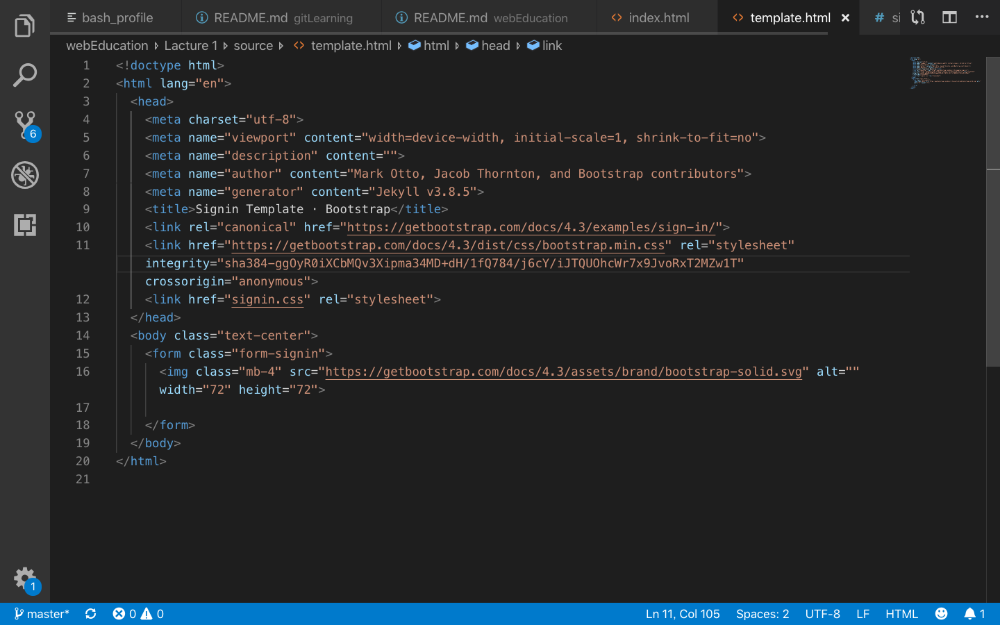 bash_profile README.md gitLearning README.md webEducation index.html template.html # si
webEducation Lacture 1 source template.html html head link
1 <!doctype html>
2 <html lang="en">
3 <head>
4 <meta charset="utf-8">
5 <meta name="viewport" content="width=device-width, initial-scale=1, shrink-to-fit=no">
6 <meta name="description" content="">
7 <meta name="author" content="Mark Otto, Jacob Thornton, and Bootstrap contributors">
8 <meta name="generator" content="Jekyll v3.8.5">
9 <title>Signin Template · Bootstrap</title>
10 <link rel="canonical" href="https://getbootstrap.com/docs/4.3/examples/sign-in/">
11 <link href="https://getbootstrap.com/docs/4.3/dist/css/bootstrap.min.css" rel="stylesheet"
integrity="sha384-ggOyR0iXCbMQv3Xipma34MD+dH/1fQ784/j6cY/iJTQUOhcWr7x9JvoRxT2MZw1T"
crossorigin="anonymous">
12 <link href="signin.css" rel="stylesheet">
13 </head>
14 <body class="text-center">
15 <form class="form-signin">
16 <img class="mb-4" src="https://getbootstrap.com/docs/4.3/assets/brand/bootstrap-solid.svg" alt=""
width="72" height="72">
17
18 </form>
19 </body>
20 </html>
21
6
1
master* 0 0 Ln 11, Col 105 Spaces: 2 UTF-8 LF HTML 1